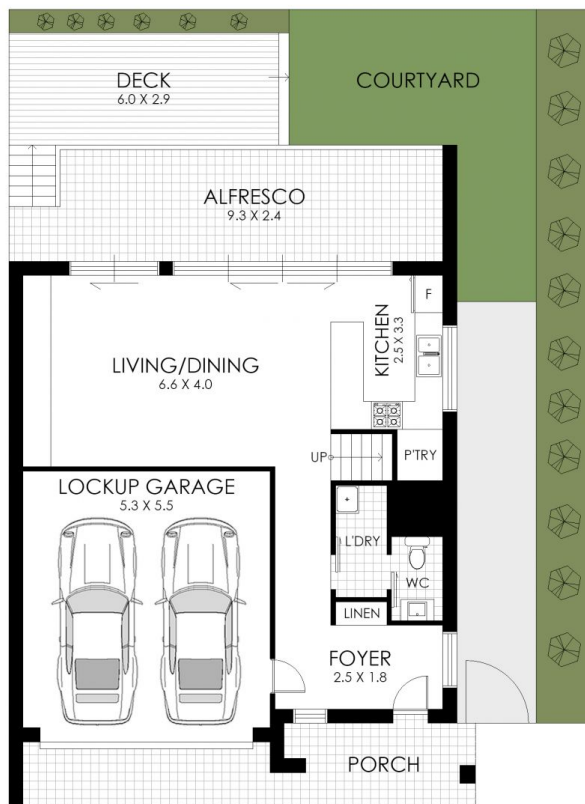 DECK
6.0 X 2.9
COURTYARD
ALFRESCO
9.3 X 2.4
F
KITCHEN
2.5 X 3.3
LIVING/DINING
6.6 X 4.0
UP
P'TRY
LOCKUP GARAGE
5.3 X 5.5
L'DRY
WC
LINEN
FOYER
2.5 X 1.8
PORCH